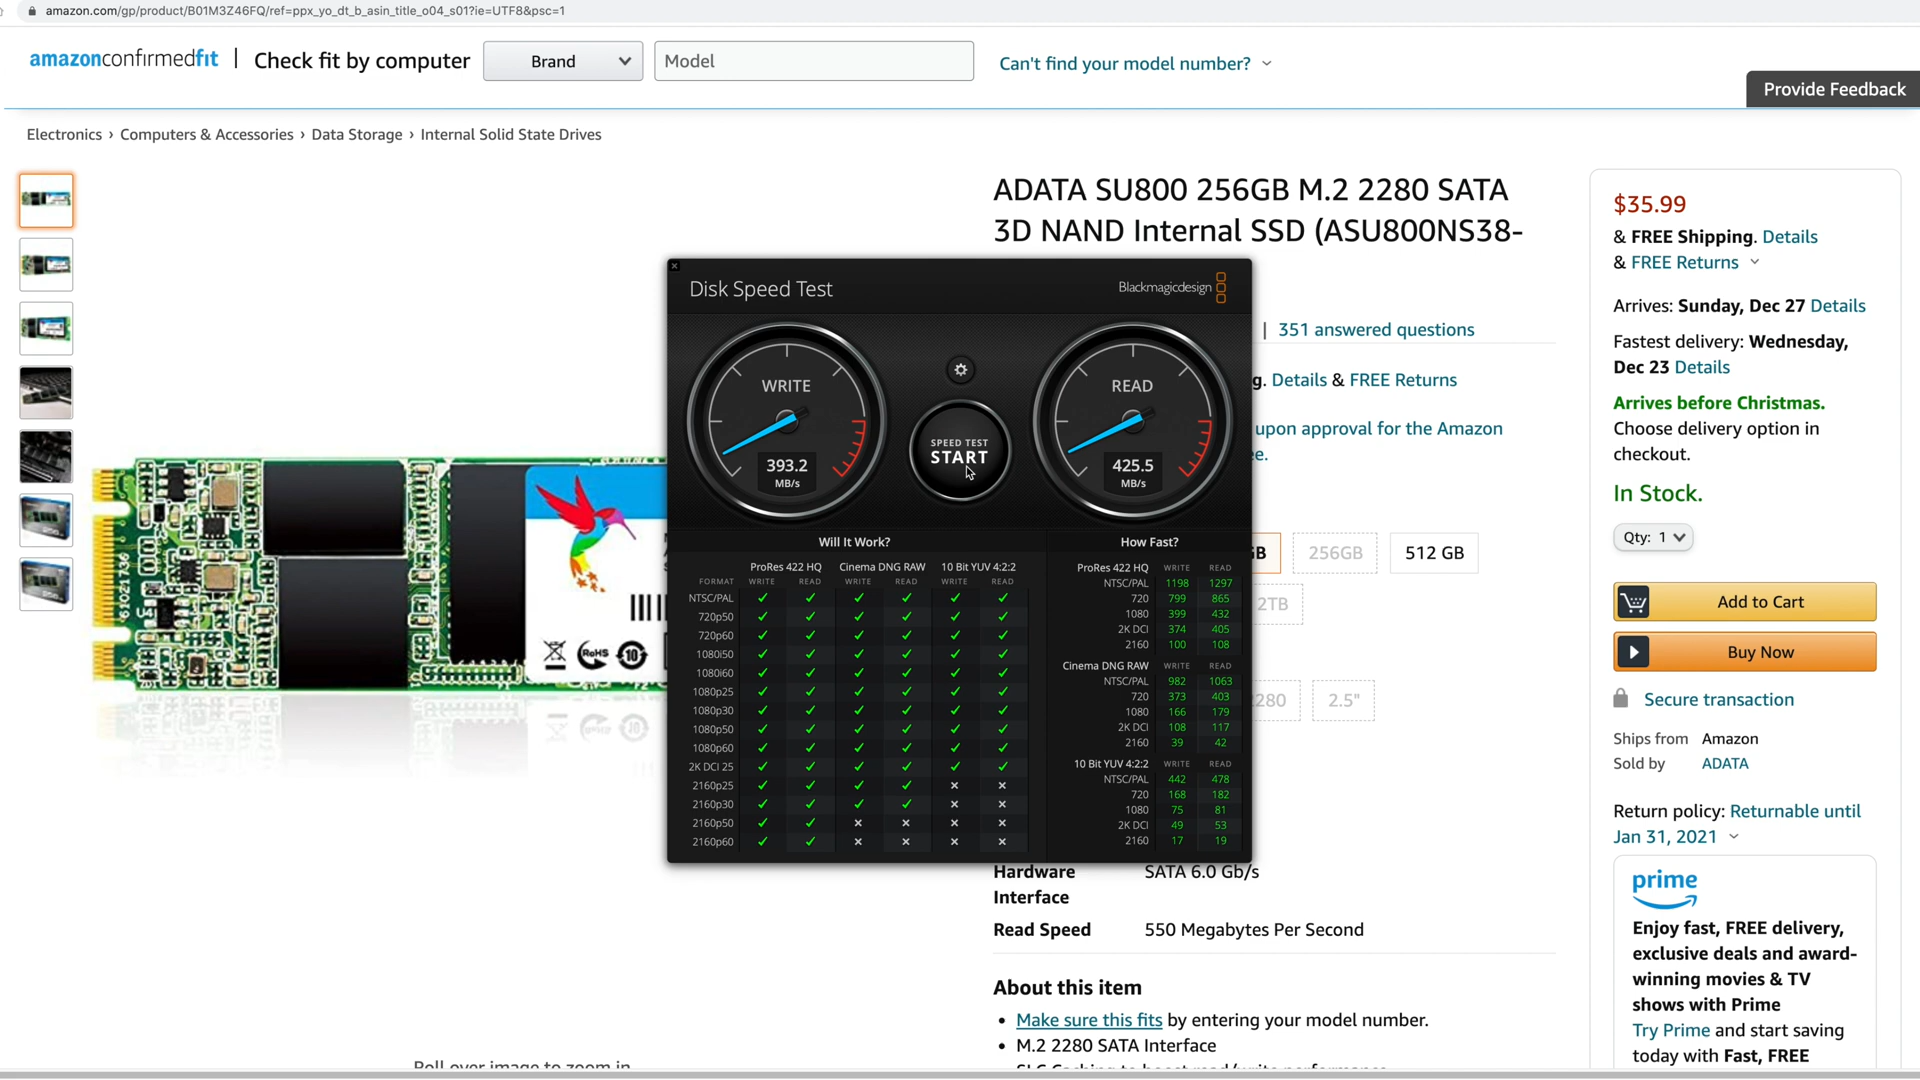 amazon.com/gp/product/B01M3Z46FQ/ref=ppx_yo_dt_b_asin_title_o04_s01?ie=UTF8&psc=1
amazonconfirmedfit | Check fit by computer Brand Model Can't find your model number?
Provide Feedback
Electronics › Computers & Accessories › Data Storage › Internal Solid State Drives
ADATA SU800 256GB M.2 2280 SATA
3D NAND Internal SSD (ASU800NS38-
| 351 answered questions
g. Details & FREE Returns
upon approval for the Amazon
e.
GB 256GB 512 GB
2TB
2280 2.5"
Hardware Interface SATA 6.0 Gb/s
Read Speed 550 Megabytes Per Second
About this item
• Make sure this fits by entering your model number.
• M.2 2280 SATA Interface
Roll over image to zoom in
61021736
RoHS
10
Disk Speed Test
Blackmagicdesign
WRITE
393.2
MB/s
SPEED TEST
START
READ
425.5
MB/s
Will It Work?
ProRes 422 HQ Cinema DNG RAW 10 Bit YUV 4:2:2
FORMAT WRITE READ WRITE READ WRITE READ
NTSC/PAL ✓ ✓ ✓ ✓ ✓ ✓
720p50 ✓ ✓ ✓ ✓ ✓ ✓
720p60 ✓ ✓ ✓ ✓ ✓ ✓
1080i50 ✓ ✓ ✓ ✓ ✓ ✓
1080i60 ✓ ✓ ✓ ✓ ✓ ✓
1080p25 ✓ ✓ ✓ ✓ ✓ ✓
1080p30 ✓ ✓ ✓ ✓ ✓ ✓
1080p50 ✓ ✓ ✓ ✓ ✓ ✓
1080p60 ✓ ✓ ✓ ✓ ✓ ✓
2K DCI 25 ✓ ✓ ✓ ✓ ✓ ✓
2160p25 ✓ ✓ ✓ ✓ × ×
2160p30 ✓ ✓ ✓ ✓ × ×
2160p50 ✓ ✓ × × × ×
2160p60 ✓ ✓ × × × ×
How Fast?
ProRes 422 HQ WRITE READ
NTSC/PAL 1198 1297
720 799 865
1080 399 432
2K DCI 374 405
2160 100 108
Cinema DNG RAW WRITE READ
NTSC/PAL 982 1063
720 373 403
1080 166 179
2K DCI 108 117
2160 39 42
10 Bit YUV 4:2:2 WRITE READ
NTSC/PAL 442 478
720 168 182
1080 75 81
2K DCI 49 53
2160 17 19
$35.99
& FREE Shipping. Details
& FREE Returns
Arrives: Sunday, Dec 27 Details
Fastest delivery: Wednesday,
Dec 23 Details
Arrives before Christmas.
Choose delivery option in
checkout.
In Stock.
Qty: 1
Add to Cart
Buy Now
Secure transaction
Ships from Amazon
Sold by ADATA
Return policy: Returnable until
Jan 31, 2021
prime
Enjoy fast, FREE delivery,
exclusive deals and award-
winning movies & TV
shows with Prime
Try Prime and start saving
today with Fast, FREE